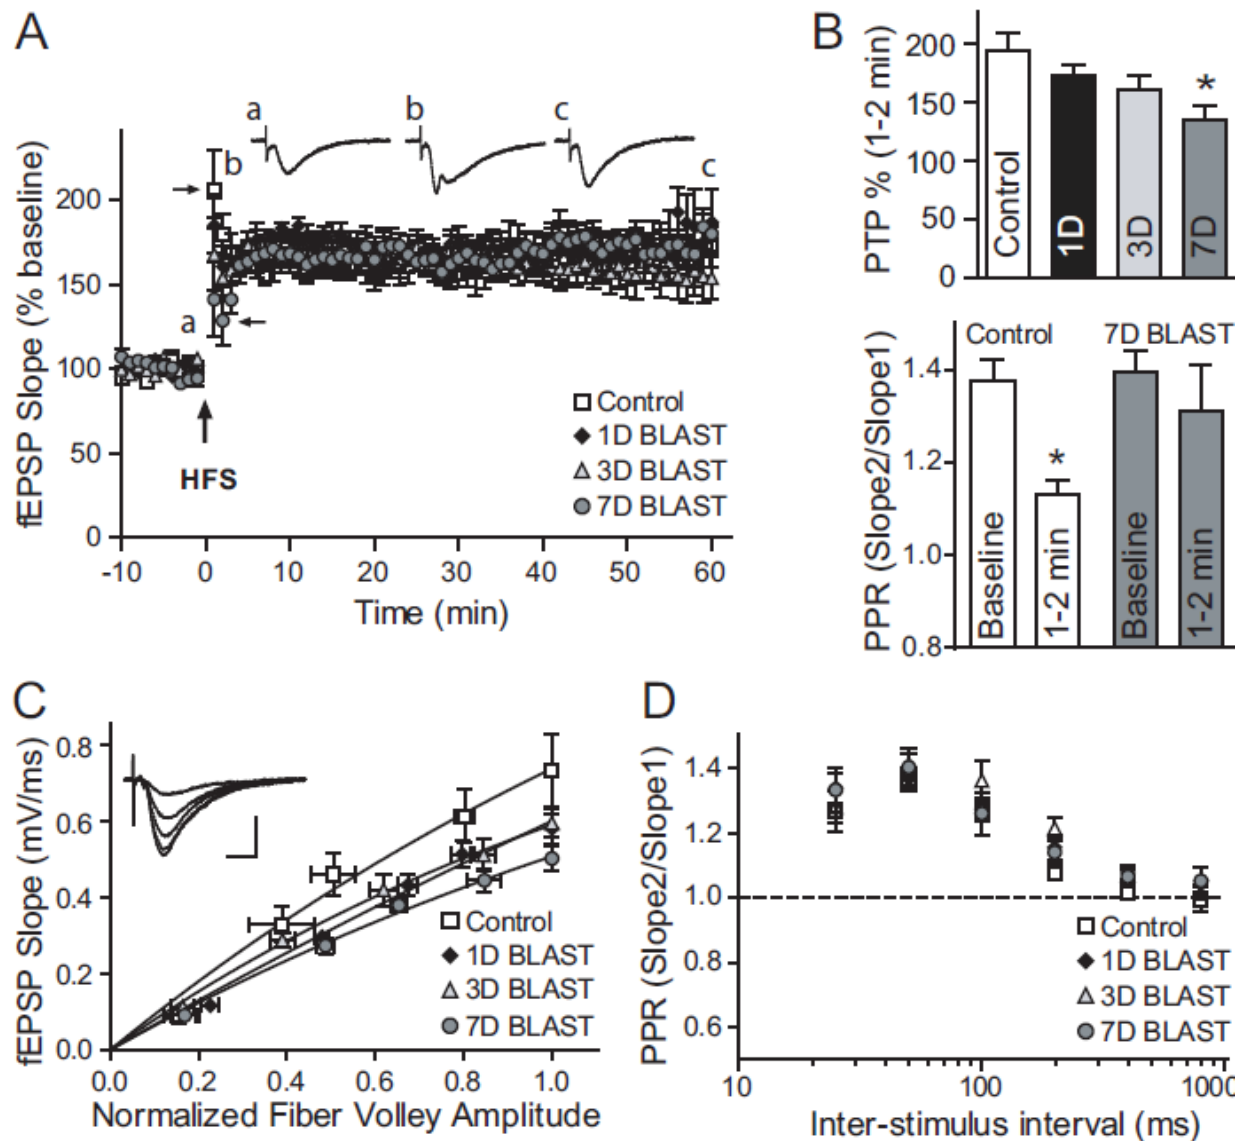 A
fEPSP Slope (% baseline)
200
150
100
50
0
a
b
c
a
b
c
HFS
Control
1D BLAST
3D BLAST
7D BLAST
-10
0
10
20
30
40
50
60
Time (min)
B
PTP % (1-2 min)
200
150
100
50
0
Control
1D
3D
7D
*
PPR (Slope2/Slope1)
1.4
1.2
1.0
0.8
Control
7D BLAST
Baseline
1-2 min
*
Baseline
1-2 min
C
fEPSP Slope (mV/ms)
0.8
0.6
0.4
0.2
0.0
Control
1D BLAST
3D BLAST
7D BLAST
0.0
0.2
0.4
0.6
0.8
1.0
Normalized Fiber Volley Amplitude
D
PPR (Slope2/Slope1)
1.4
1.2
1.0
0.8
0.6
Control
1D BLAST
3D BLAST
7D BLAST
10
100
1000
Inter-stimulus interval (ms)